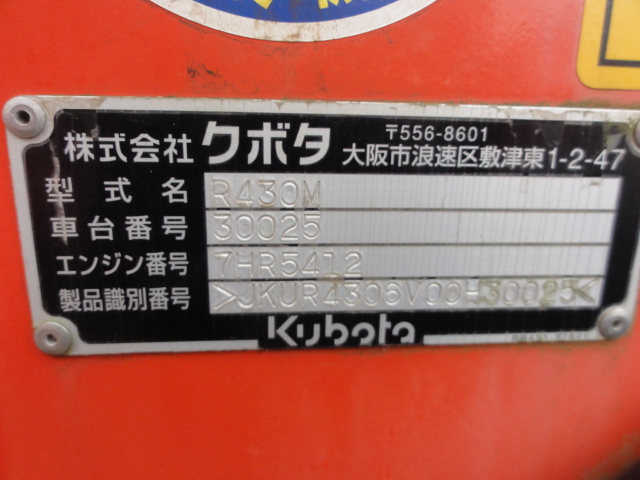 株式会社クボタ 〒556-8601
大阪市浪速区敷津東1-2-47
型式名 R430M
車台番号 30025
エンジン番号 7HR5412
製品識別番号 >JKUR4306V00H30025<
Kubota